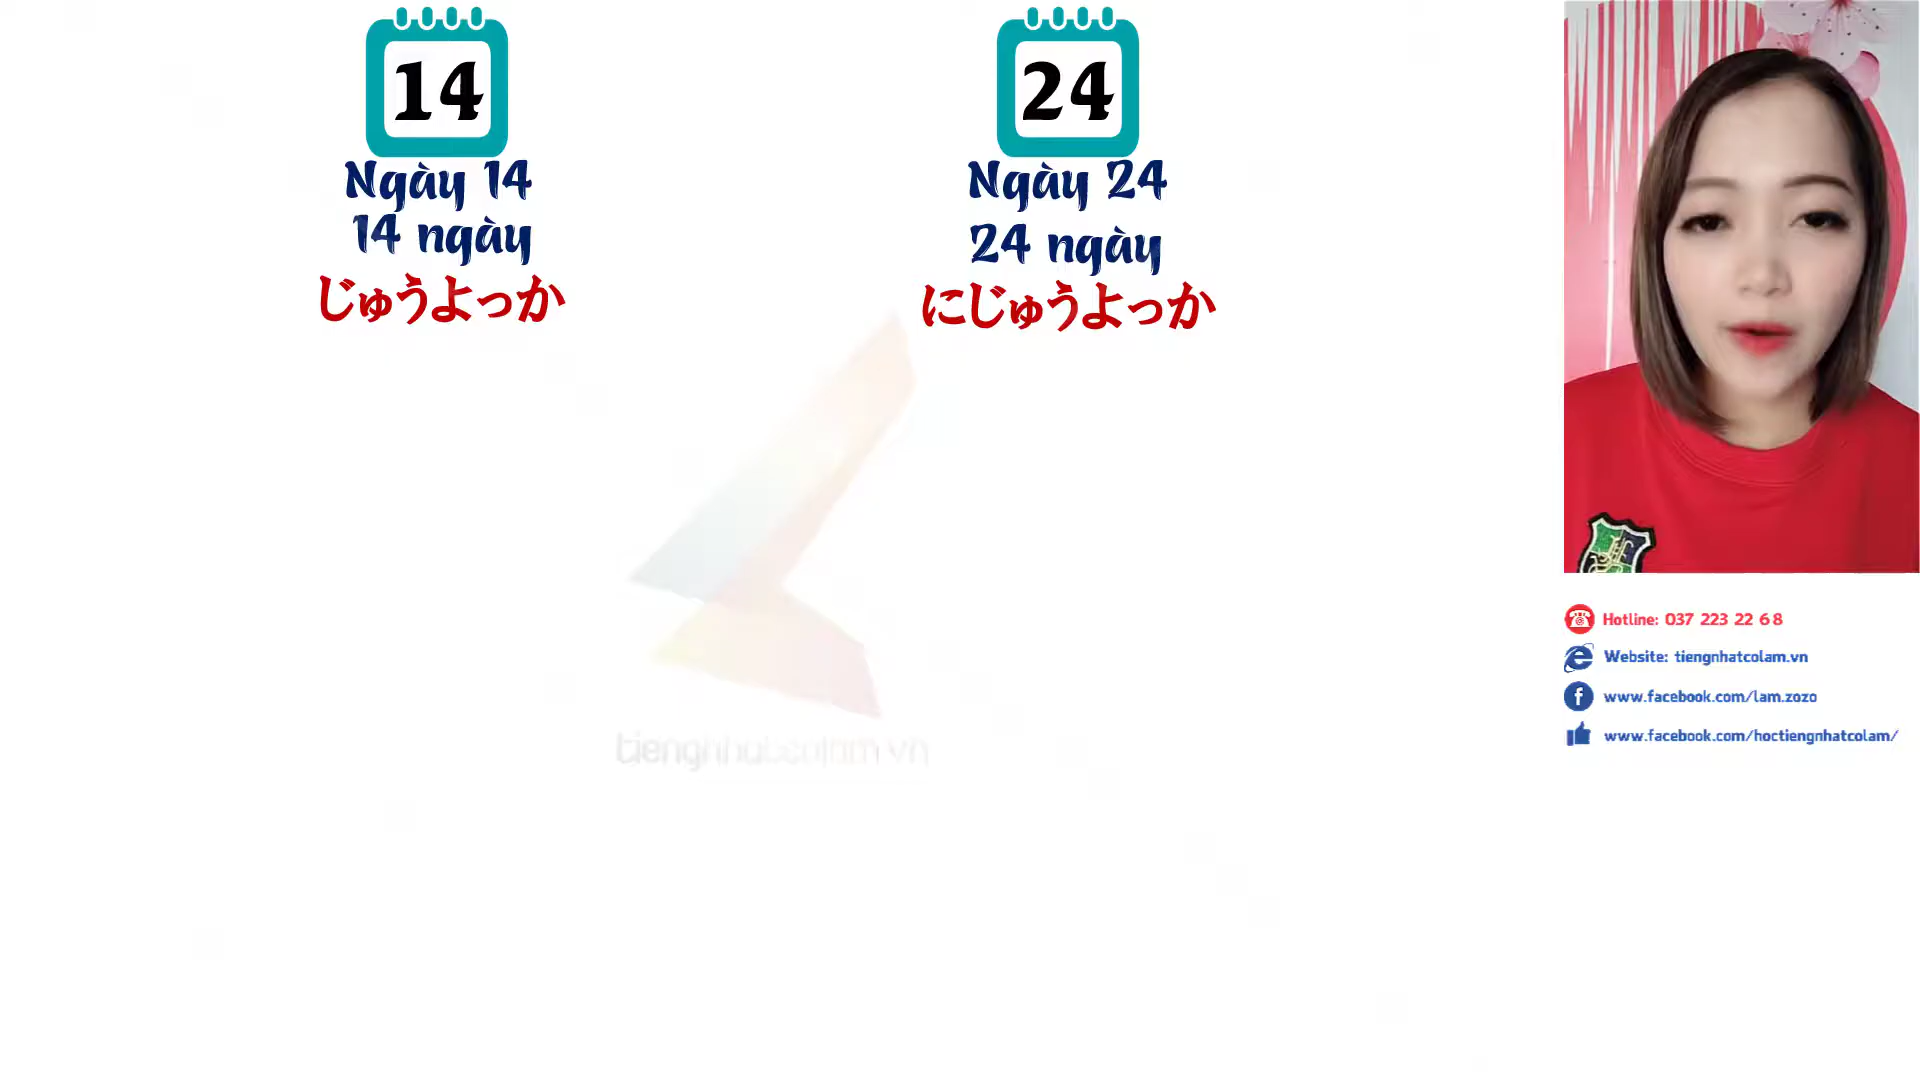 14
Ngày 14
14 ngày
じゅうよっか
24
Ngày 24
24 ngày
にじゅうよっか
tiengnhatcolam.vn
Hotline: 037 223 22 68
Website: tiengnhatcolam.vn
www.facebook.com/lam.zozo
www.facebook.com/hoctiengnhatcolam/